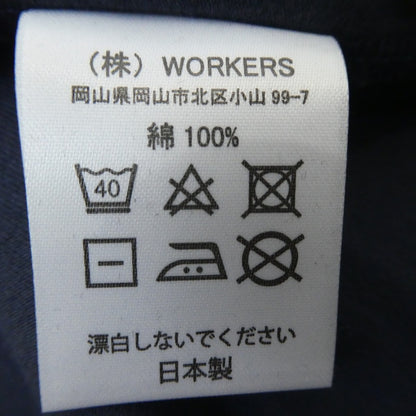 （株）WORKERS
岡山県岡山市北区小山 99-7
綿 100%
40
漂白しないでください
日本製